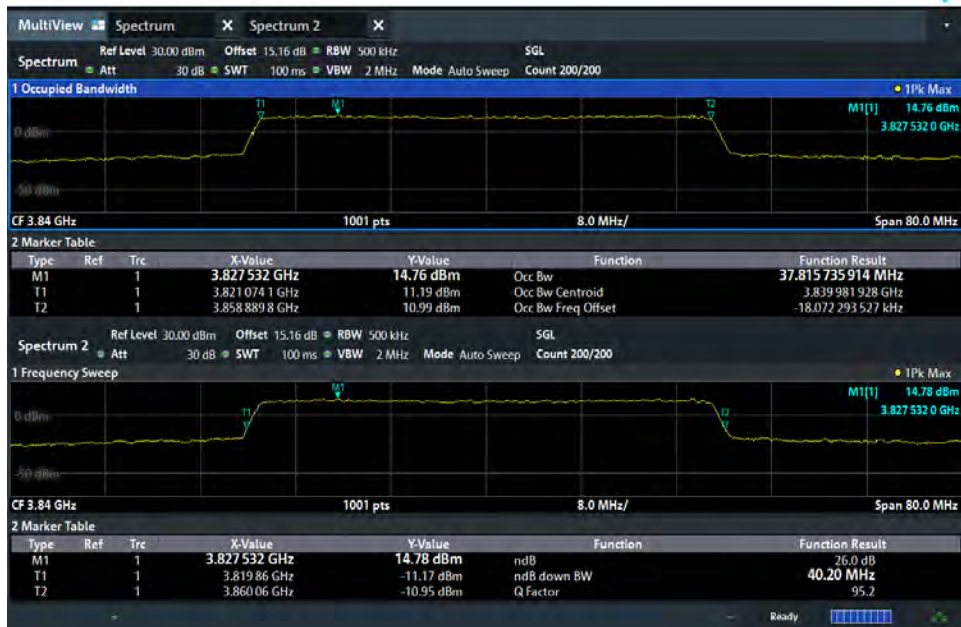 MultiView Spectrum X Spectrum 2 X
Spectrum Ref Level 30.00 dBm Offset 15.16 dB RBW 500 kHz SGL
Att 30 dB SWT 100 ms VBW 2 MHz Mode Auto Sweep Count 200/200
1 Occupied Bandwidth 1Pk Max
T1 M1 T2 M1[1] 14.76 dBm
3.827 532 0 GHz
0 dBm
-50 dBm
CF 3.84 GHz 1001 pts 8.0 MHz/ Span 80.0 MHz
2 Marker Table
Type Ref Trc X-Value Y-Value Function Function Result
M1 1 3.827 532 GHz 14.76 dBm Occ Bw 37.815 735 914 MHz
T1 1 3.821 074 1 GHz 11.19 dBm Occ Bw Centroid 3.839 981 928 GHz
T2 1 3.858 889 8 GHz 10.99 dBm Occ Bw Freq Offset -18.072 293 527 kHz
Spectrum 2 Ref Level 30.00 dBm Offset 15.16 dB RBW 500 kHz SGL
Att 30 dB SWT 100 ms VBW 2 MHz Mode Auto Sweep Count 200/200
1 Frequency Sweep 1Pk Max
M1 M1[1] 14.78 dBm
3.827 532 0 GHz
0 dBm T1 T2
-50 dBm
CF 3.84 GHz 1001 pts 8.0 MHz/ Span 80.0 MHz
2 Marker Table
Type Ref Trc X-Value Y-Value Function Function Result
M1 1 3.827 532 GHz 14.78 dBm ndB 26.0 dB
T1 1 3.819 86 GHz -11.17 dBm ndB down BW 40.20 MHz
T2 1 3.860 06 GHz -10.95 dBm Q Factor 95.2
Ready